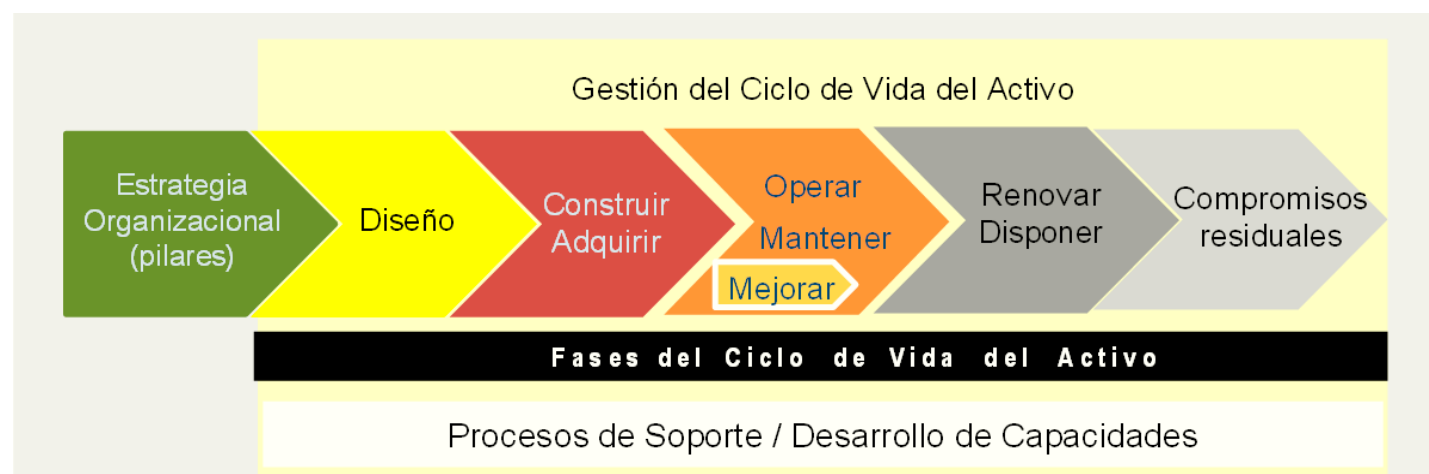 Gestión del Ciclo de Vida del Activo
Estrategia
Organizacional
(pilares)
Diseño
Construir
Adquirir
Operar
Mantener
Mejorar
Renovar
Disponer
Compromisos
residuales
Fases del Ciclo de Vida del Activo
Procesos de Soporte / Desarrollo de Capacidades